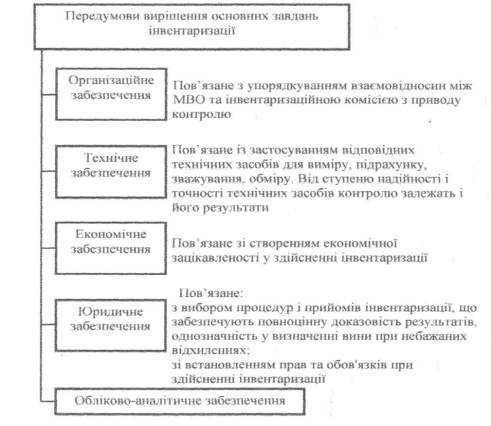 Передумови вирішення основних завдань
інвентаризації
Організаційне
забезпечення
Пов’язане з упорядкуванням взаємовідносин між
МВО та інвентаризаційною комісією з приводу
контролю
Технічне
забезпечення
Пов’язане із застосуванням відповідних
технічних засобів для виміру, підрахунку,
зважування, обміру. Від ступеню надійності і
точності технічних засобів контролю залежать і
його результати
Економічне
забезпечення
Пов’язане зі створенням економічної
зацікавленості у здійсненні інвентаризації
Юридичне
забезпечення
Пов’язане:
з вибором процедур і прийомів інвентаризації, що
забезпечують повноцінну доказовість результатів,
однозначність у визначенні вини при небажаних
відхиленнях;
зі встановленням прав та обов'язків при
здійсненні інвентаризації
Обліково-аналітичне забезпечення